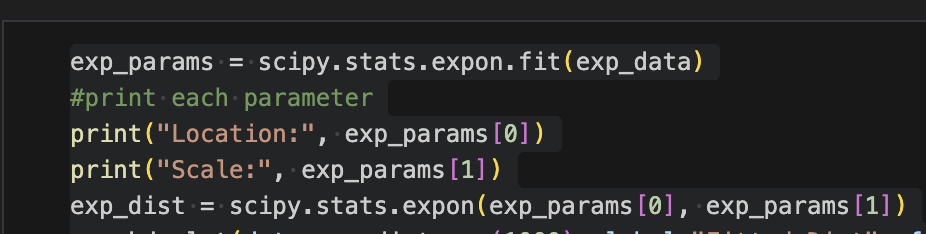 exp_params = scipy.stats.expon.fit(exp_data)
#print each parameter
print("Location:", exp_params[0])
print("Scale:", exp_params[1])
exp_dist = scipy.stats.expon(exp_params[0], exp_params[1])